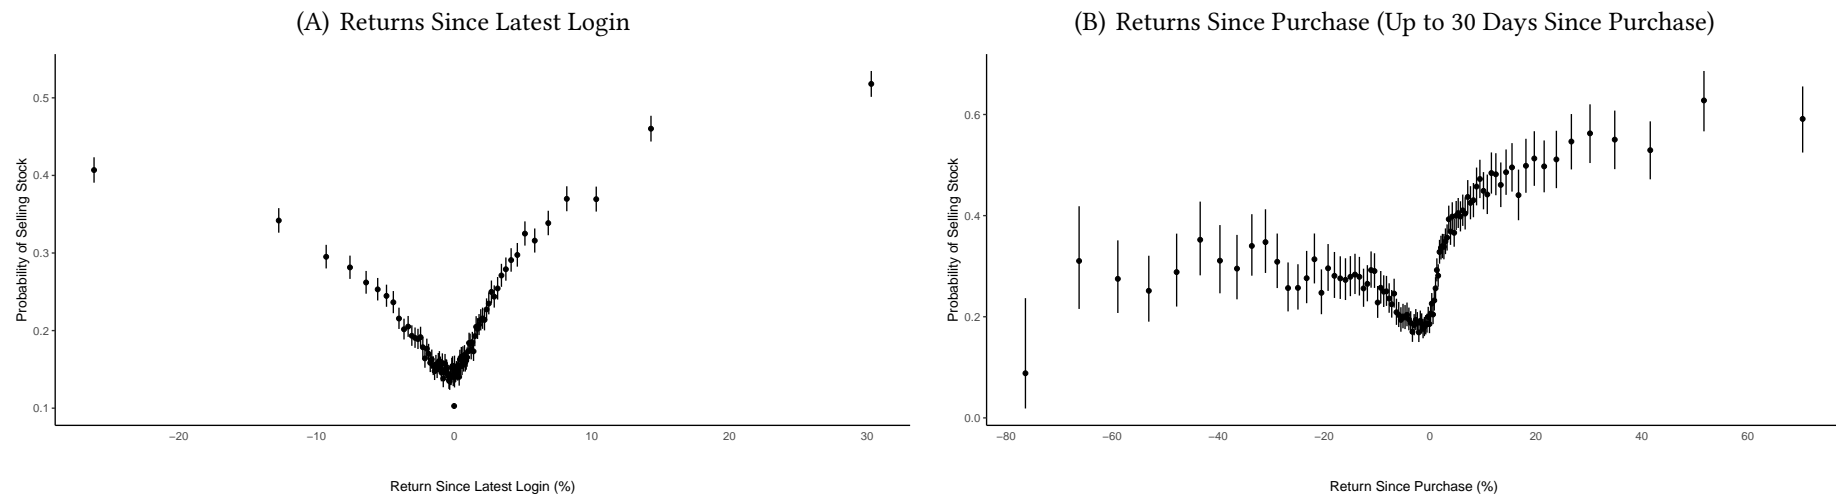 (A) Returns Since Latest Login
0.5
0.4
0.3
0.2
0.1
Probability of Selling Stock
−20 −10 0 10 20 30
Return Since Latest Login (%)
(B) Returns Since Purchase (Up to 30 Days Since Purchase)
0.6
0.4
0.2
0.0
Probability of Selling Stock
−80 −60 −40 −20 0 20 40 60
Return Since Purchase (%)